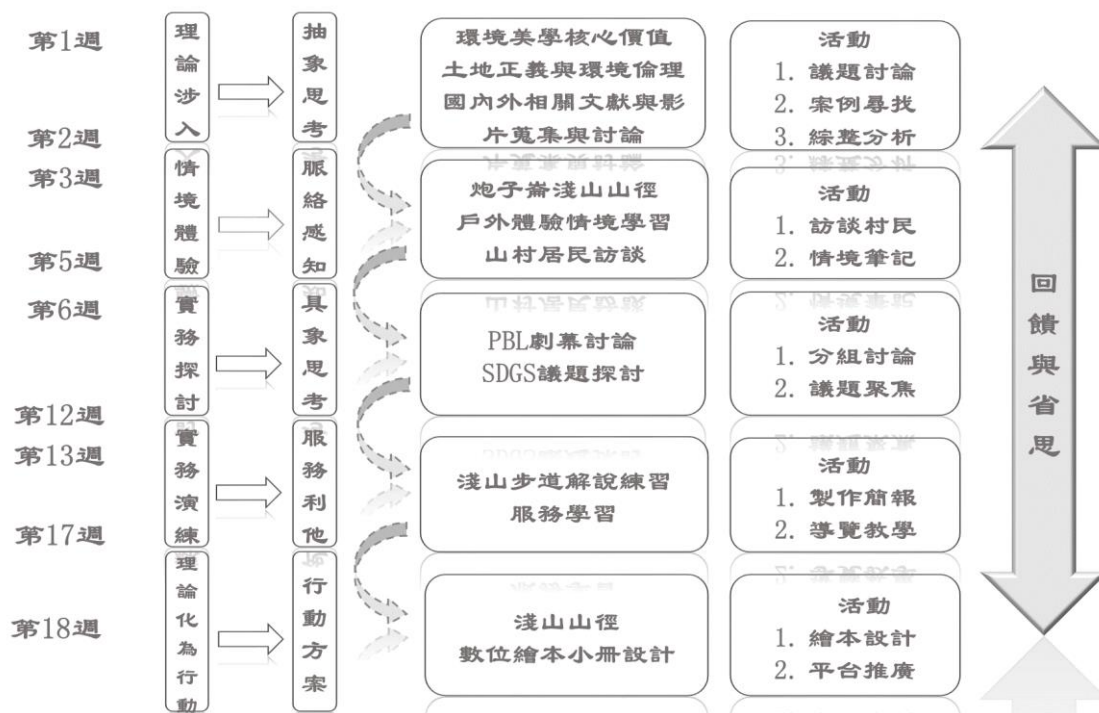 第1週
第2週
理論涉入
抽象思考
環境美學核心價值
土地正義與環境倫理
國內外相關文獻與影
片蒐集與討論
活動
1. 議題討論
2. 案例尋找
3. 綜整分析
第3週
第5週
情境體驗
脈絡感知
炮子崙淺山山徑
戶外體驗情境學習
山村居民訪談
活動
1. 訪談村民
2. 情境筆記
第6週
第12週
實務探討
具象思考
PBL劇幕討論
SDGS議題探討
活動
1. 分組討論
2. 議題聚焦
第13週
第17週
實務演練
服務利他
淺山步道解說練習
服務學習
活動
1. 製作簡報
2. 導覽教學
第18週
理論化為行動
行動方案
淺山山徑
數位繪本小冊設計
活動
1. 繪本設計
2. 平台推廣
回饋與省思